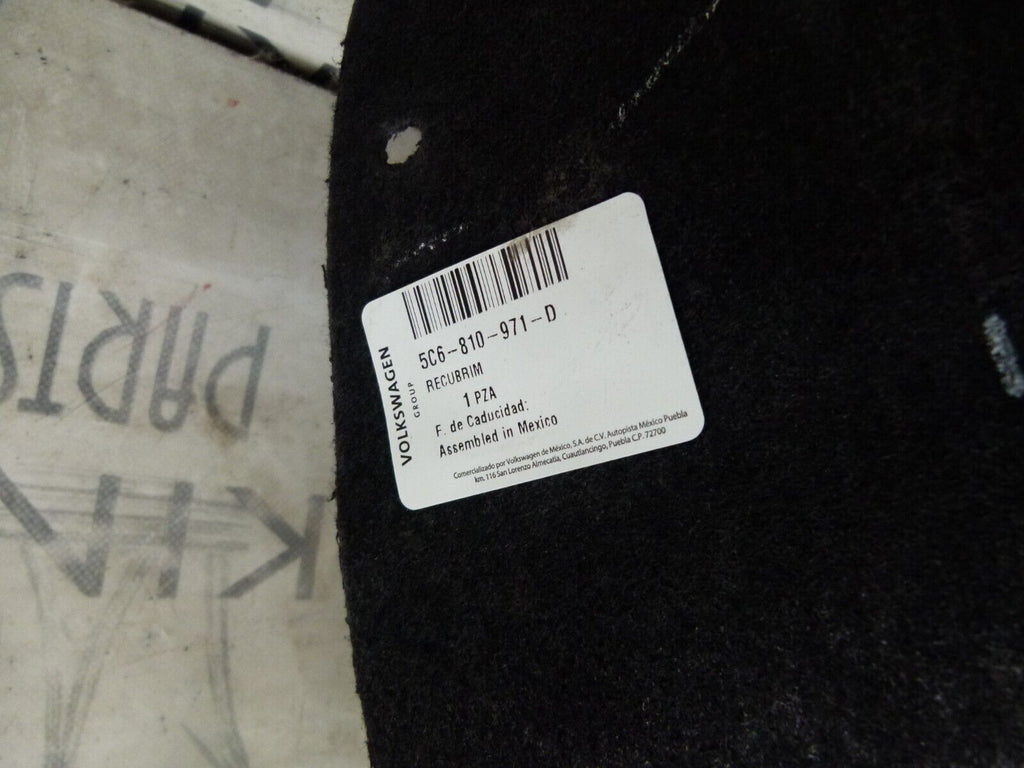 VOLKSWAGEN
GROUP
5C6-810-971-D
RECUBRIM
1 PZA
F. de Caducidad:
Assembled in Mexico
Comercializado por Volkswagen de México, S.A. de C.V. Autopista México Puebla
km. 116 San Lorenzo Almecatla, Cuautlancingo, Puebla C.P. 72700
PARTS